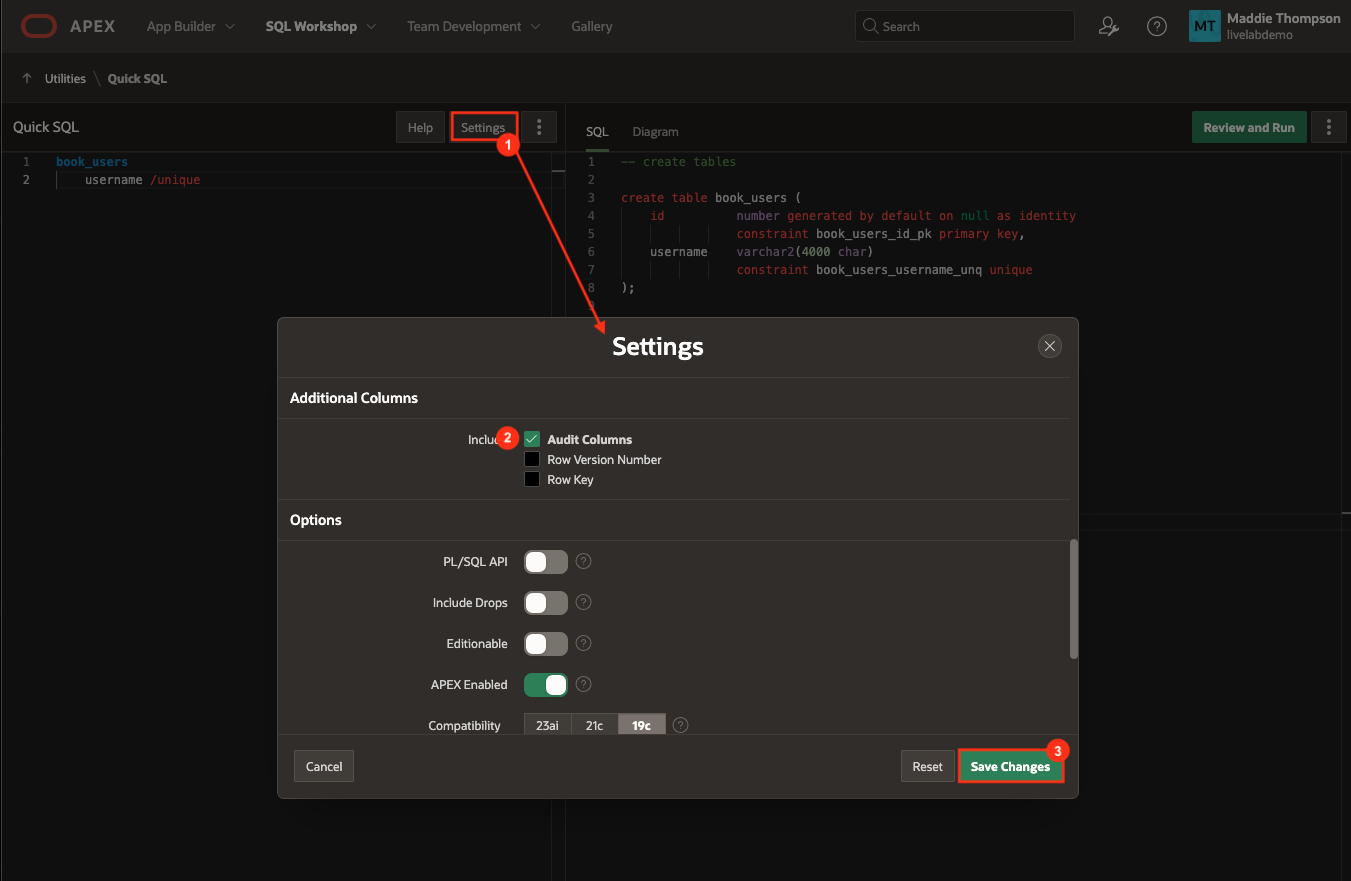 APEX App Builder SQL Workshop Team Development Gallery Search MT Maddie Thompson
livelabdemo
Utilities \ Quick SQL
Quick SQL Help Settings
1
SQL Diagram Review and Run
1 book_users
2 username /unique
1 -- create tables
2
3 create table book_users (
4 id number generated by default on null as identity
5 constraint book_users_id_pk primary key,
6 username varchar2(4000 char)
7 constraint book_users_username_unq unique
8 );
9
Settings
Additional Columns
2 Audit Columns
Row Version Number
Row Key
Options
PL/SQL API ?
Include Drops ?
Editionable ?
APEX Enabled ?
Compatibility 23ai 21c 19c ?
3
Cancel Reset Save Changes